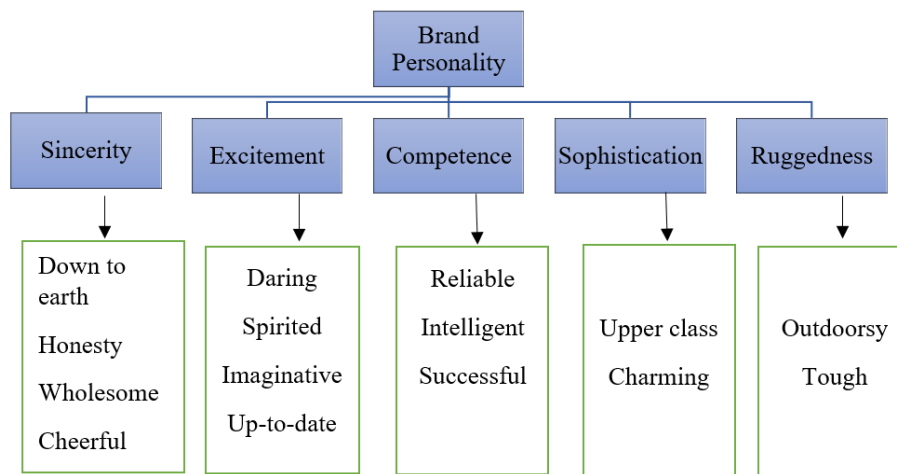 Brand
Personality
Sincerity
Excitement
Competence
Sophistication
Ruggedness
Down to
earth
Honesty
Wholesome
Cheerful
Daring
Spirited
Imaginative
Up-to-date
Reliable
Intelligent
Successful
Upper class
Charming
Outdoorsy
Tough